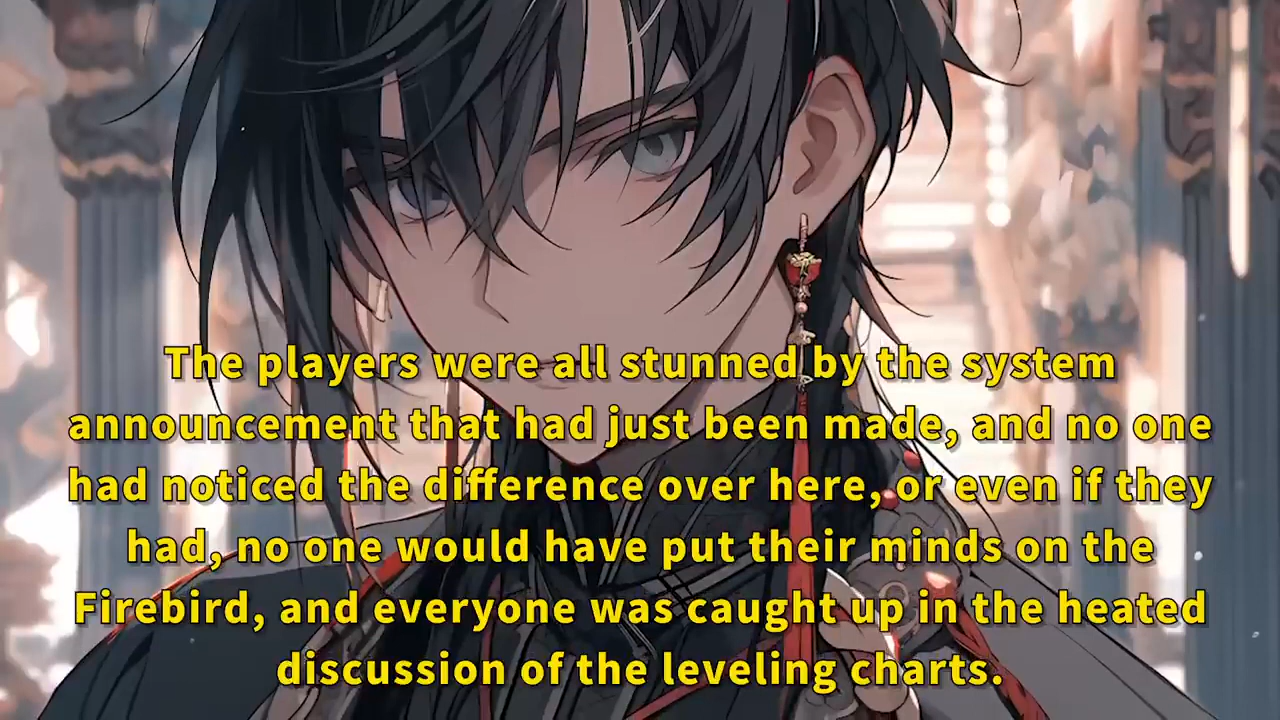 The players were all stunned by the system
announcement that had just been made, and no one
had noticed the difference over here, or even if they
had, no one would have put their minds on the
Firebird, and everyone was caught up in the heated
discussion of the leveling charts.